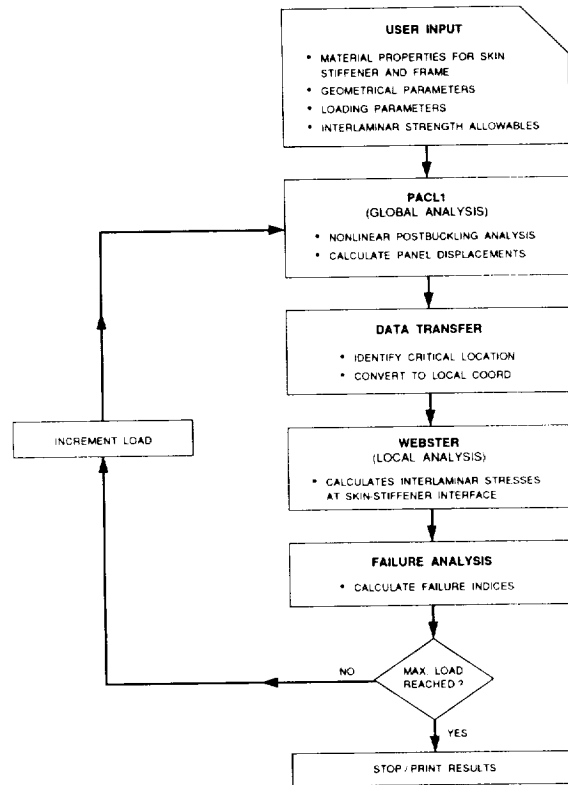 USER INPUT
• MATERIAL PROPERTIES FOR SKIN
STIFFENER AND FRAME
• GEOMETRICAL PARAMETERS
• LOADING PARAMETERS
• INTERLAMINAR STRENGTH ALLOWABLES
PACL1
(GLOBAL ANALYSIS)
• NONLINEAR POSTBUCKLING ANALYSIS
• CALCULATE PANEL DISPLACEMENTS
DATA TRANSFER
• IDENTIFY CRITICAL LOCATION
• CONVERT TO LOCAL COORD
INCREMENT LOAD
WEBSTER
(LOCAL ANALYSIS)
• CALCULATES INTERLAMINAR STRESSES
AT SKIN-STIFFENER INTERFACE
FAILURE ANALYSIS
• CALCULATE FAILURE INDICES
NO
MAX. LOAD
REACHED?
YES
STOP/PRINT RESULTS